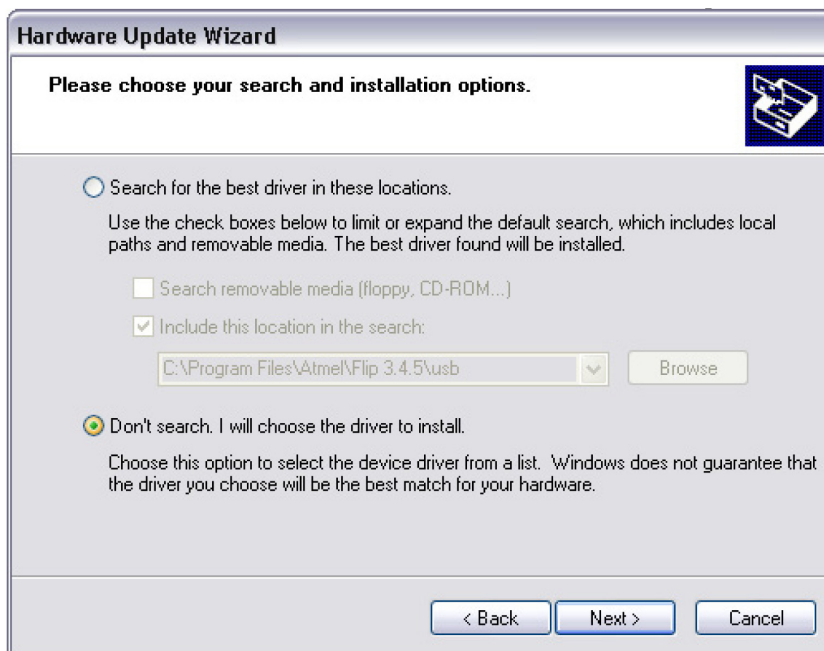 Hardware Update Wizard
Please choose your search and installation options.
Search for the best driver in these locations.
Use the check boxes below to limit or expand the default search, which includes local
paths and removable media. The best driver found will be installed.
Search removable media (floppy, CD-ROM...)
Include this location in the search:
C:\Program Files\Atmel\Flip 3.4.5\usb
Browse
Don't search. I will choose the driver to install.
Choose this option to select the device driver from a list. Windows does not guarantee that
the driver you choose will be the best match for your hardware.
< Back Next > Cancel